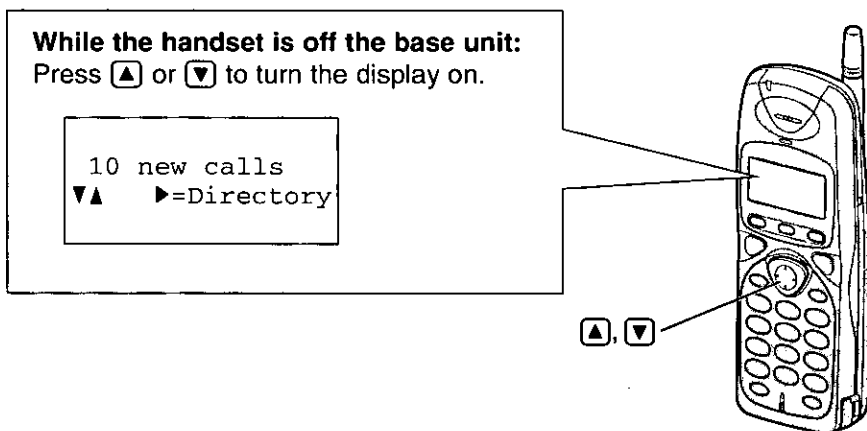 While the handset is off the base unit:
Press ▲ or ▼ to turn the display on.
10 new calls
▼▲ ▶=Directory
▲, ▼